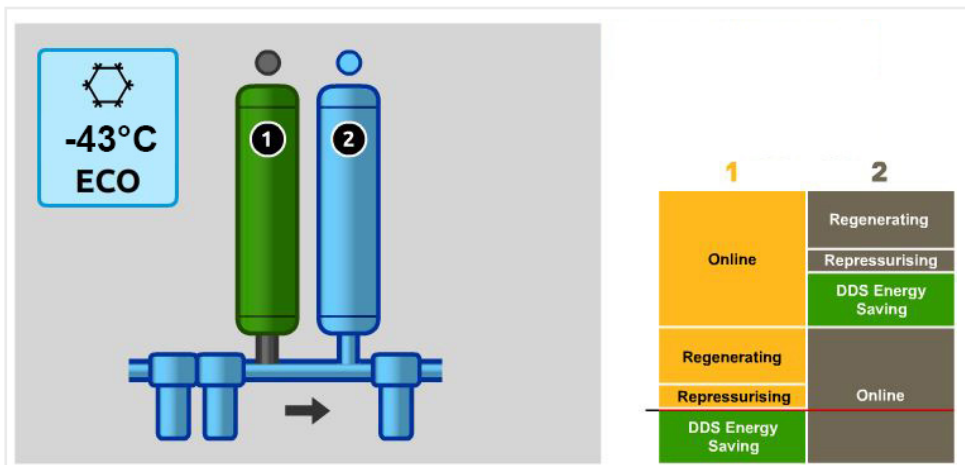 -43°C
ECO
1
2
1
2
Online
Regenerating
Repressurising
DDS Energy
Saving
Regenerating
Repressurising
DDS Energy
Saving
Online